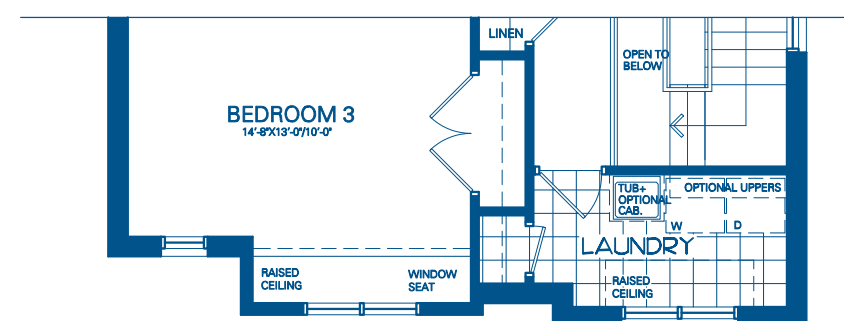 LINEN
OPEN TO
BELOW
BEDROOM 3
14'-8"X13'-0"/10'-0"
TUB+
OPTIONAL
CAB.
OPTIONAL UPPERS
W
D
LAUNDRY
RAISED
CEILING
WINDOW
SEAT
RAISED
CEILING